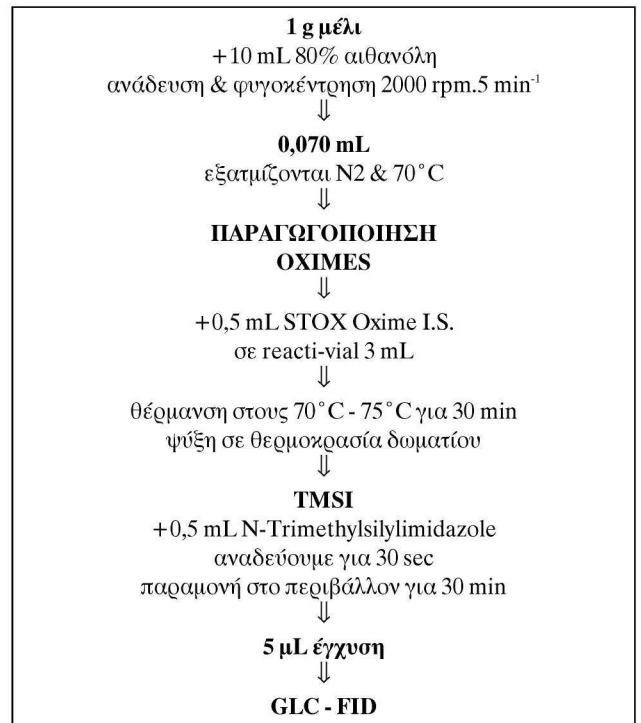 1 g μέλι
+10 mL 80% αιθανόλη
ανάδευση & φυγοκέντρηση 2000 rpm.5 min⁻¹
⇓
0,070 mL
εξατμίζονται N2 & 70°C
⇓
ΠΑΡΑΓΩΓΟΠΟΙΗΣΗ
OXIMES
⇓
+0,5 mL STOX Oxime I.S.
σε reacti-vial 3 mL
⇓
θέρμανση στους 70°C - 75°C για 30 min
ψύξη σε θερμοκρασία δωματίου
⇓
TMSI
+0,5 mL N-Trimethylsilylimidazole
αναδεύουμε για 30 sec
παραμονή στο περιβάλλον για 30 min
⇓
5 μL έγχυση
⇓
GLC - FID